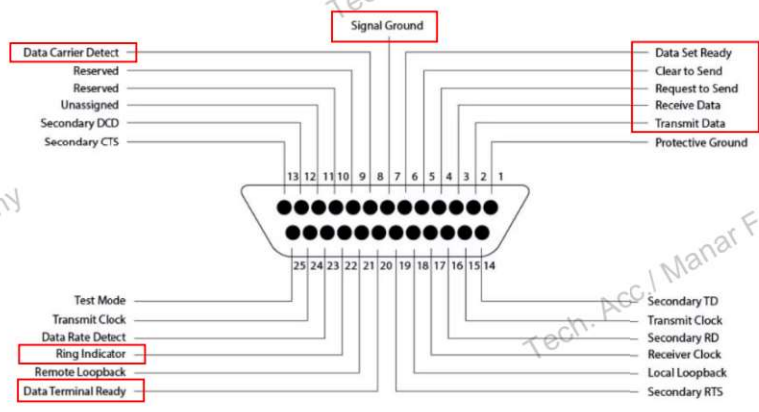 Tech.
Signal Ground
Data Carrier Detect
Reserved
Reserved
Unassigned
Secondary DCD
Secondary CTS
Data Set Ready
Clear to Send
Request to Send
Receive Data
Transmit Data
Protective Ground
13 12 11 10 9 8 7 6 5 4 3 2 1
25 24 23 22 21 20 19 18 17 16 15 14
Test Mode
Transmit Clock
Data Rate Detect
Ring Indicator
Remote Loopback
Data Terminal Ready
Secondary TD
Transmit Clock
Secondary RD
Receiver Clock
Local Loopback
Secondary RTS
Tech. Acc./ Manar F